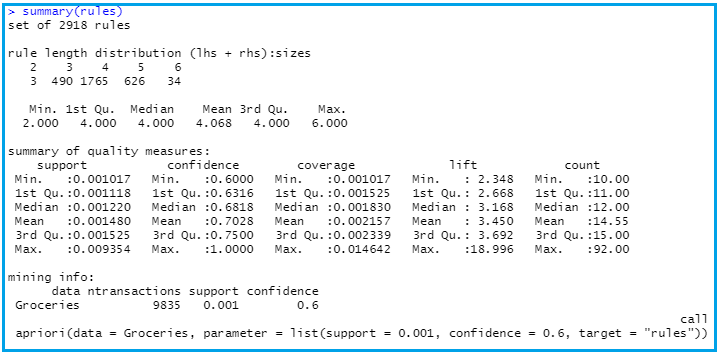 > summary(rules)
set of 2918 rules
rule length distribution (lhs + rhs):sizes
2 3 4 5 6
3 490 1765 626 34
Min. 1st Qu. Median Mean 3rd Qu. Max.
2.000 4.000 4.000 4.068 4.000 6.000
summary of quality measures:
support confidence coverage lift count
Min. :0.001017 Min. :0.6000 Min. :0.001017 Min. : 2.348 Min. :10.00
1st Qu.:0.001118 1st Qu.:0.6316 1st Qu.:0.001525 1st Qu.: 2.668 1st Qu.:11.00
Median :0.001220 Median :0.6818 Median :0.001830 Median : 3.168 Median :12.00
Mean :0.001480 Mean :0.7028 Mean :0.002157 Mean : 3.450 Mean :14.55
3rd Qu.:0.001525 3rd Qu.:0.7500 3rd Qu.:0.002339 3rd Qu.: 3.692 3rd Qu.:15.00
Max. :0.009354 Max. :1.0000 Max. :0.014642 Max. :18.996 Max. :92.00
mining info:
data ntransactions support confidence
Groceries 9835 0.001 0.6
call
apriori(data = Groceries, parameter = list(support = 0.001, confidence = 0.6, target = "rules"))